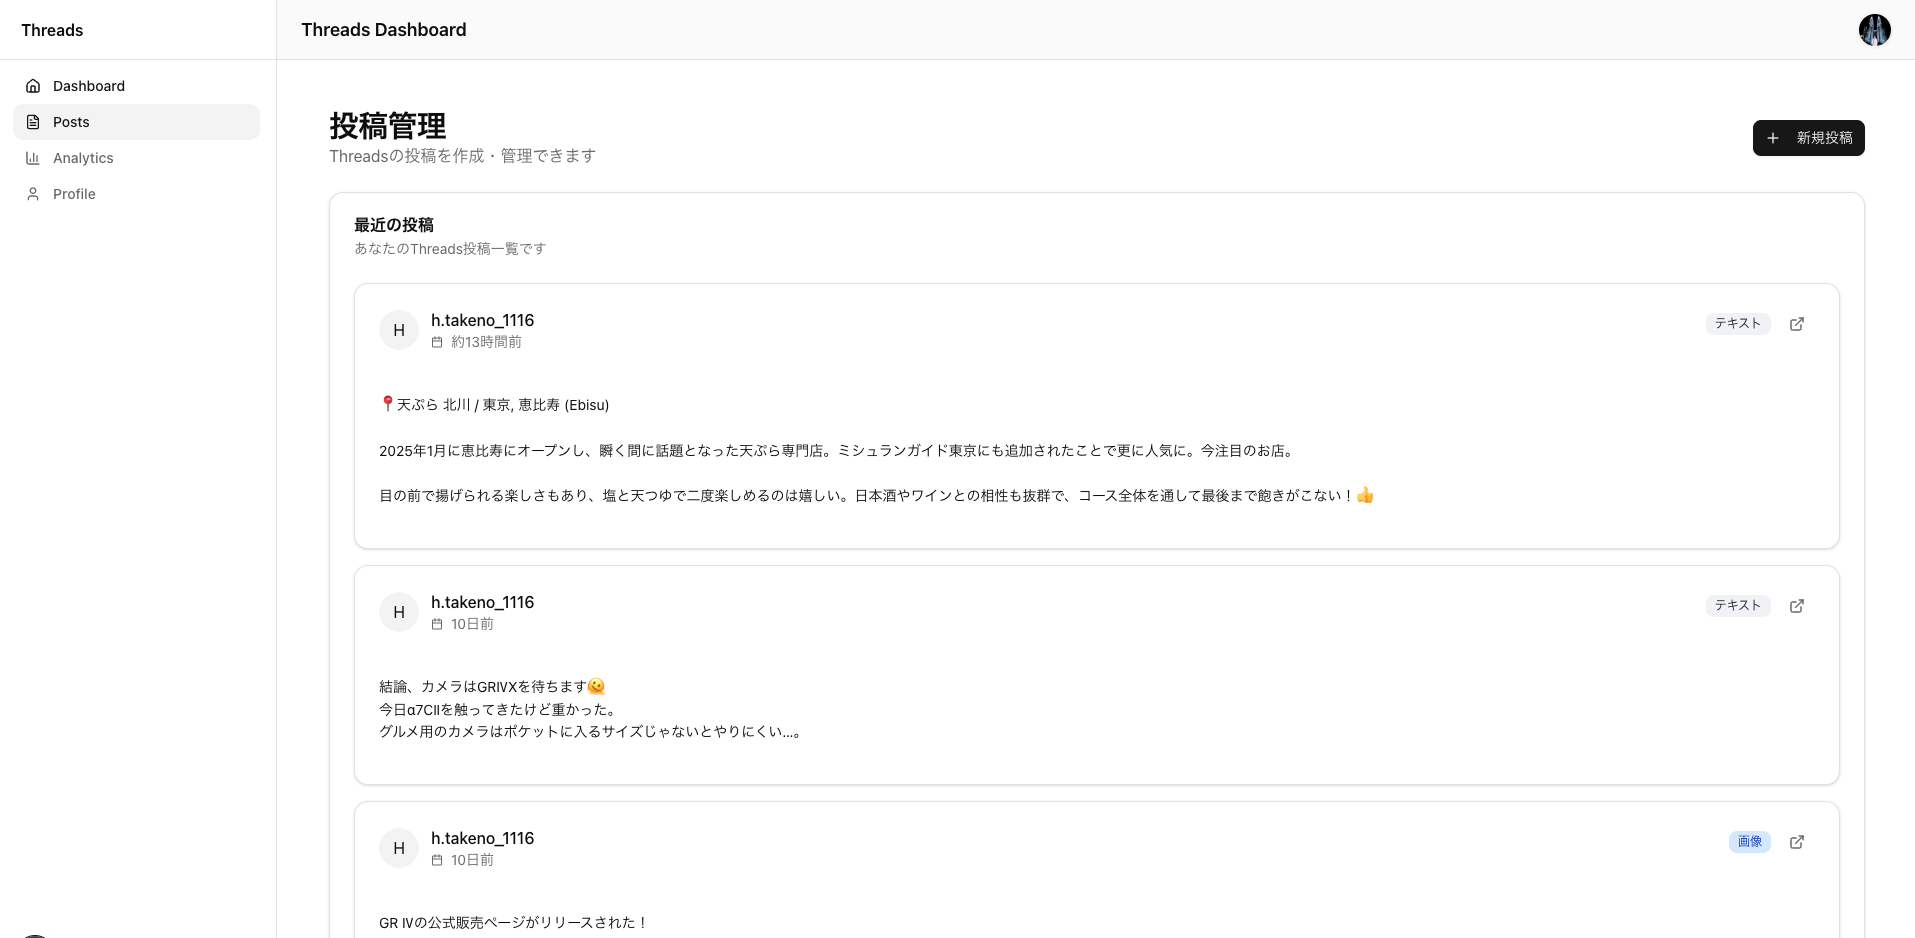 Threads
Threads Dashboard
Dashboard
Posts
Analytics
Profile
投稿管理
Threadsの投稿を作成・管理できます
新規投稿
最近の投稿
あなたのThreads投稿一覧です
H
h.takeno_1116
約13時間前
テキスト
📍天ぷら 北川 / 東京, 恵比寿 (Ebisu)
2025年1月に恵比寿にオープンし、瞬く間に話題となった天ぷら専門店。ミシュランガイド東京にも追加されたことで更に人気に。今注目のお店。
目の前で揚げられる楽しさもあり、塩と天つゆで二度楽しめるのは嬉しい。日本酒やワインとの相性も抜群で、コース全体を通して最後まで飽きがこない！👍
H
h.takeno_1116
10日前
テキスト
結論、カメラはGRIVXを待ちます🫠
今日α7CIIを触ってきたけど重かった。
グルメ用のカメラはポケットに入るサイズじゃないとやりにくい...。
H
h.takeno_1116
10日前
画像
GR IVの公式販売ページがリリースされた！